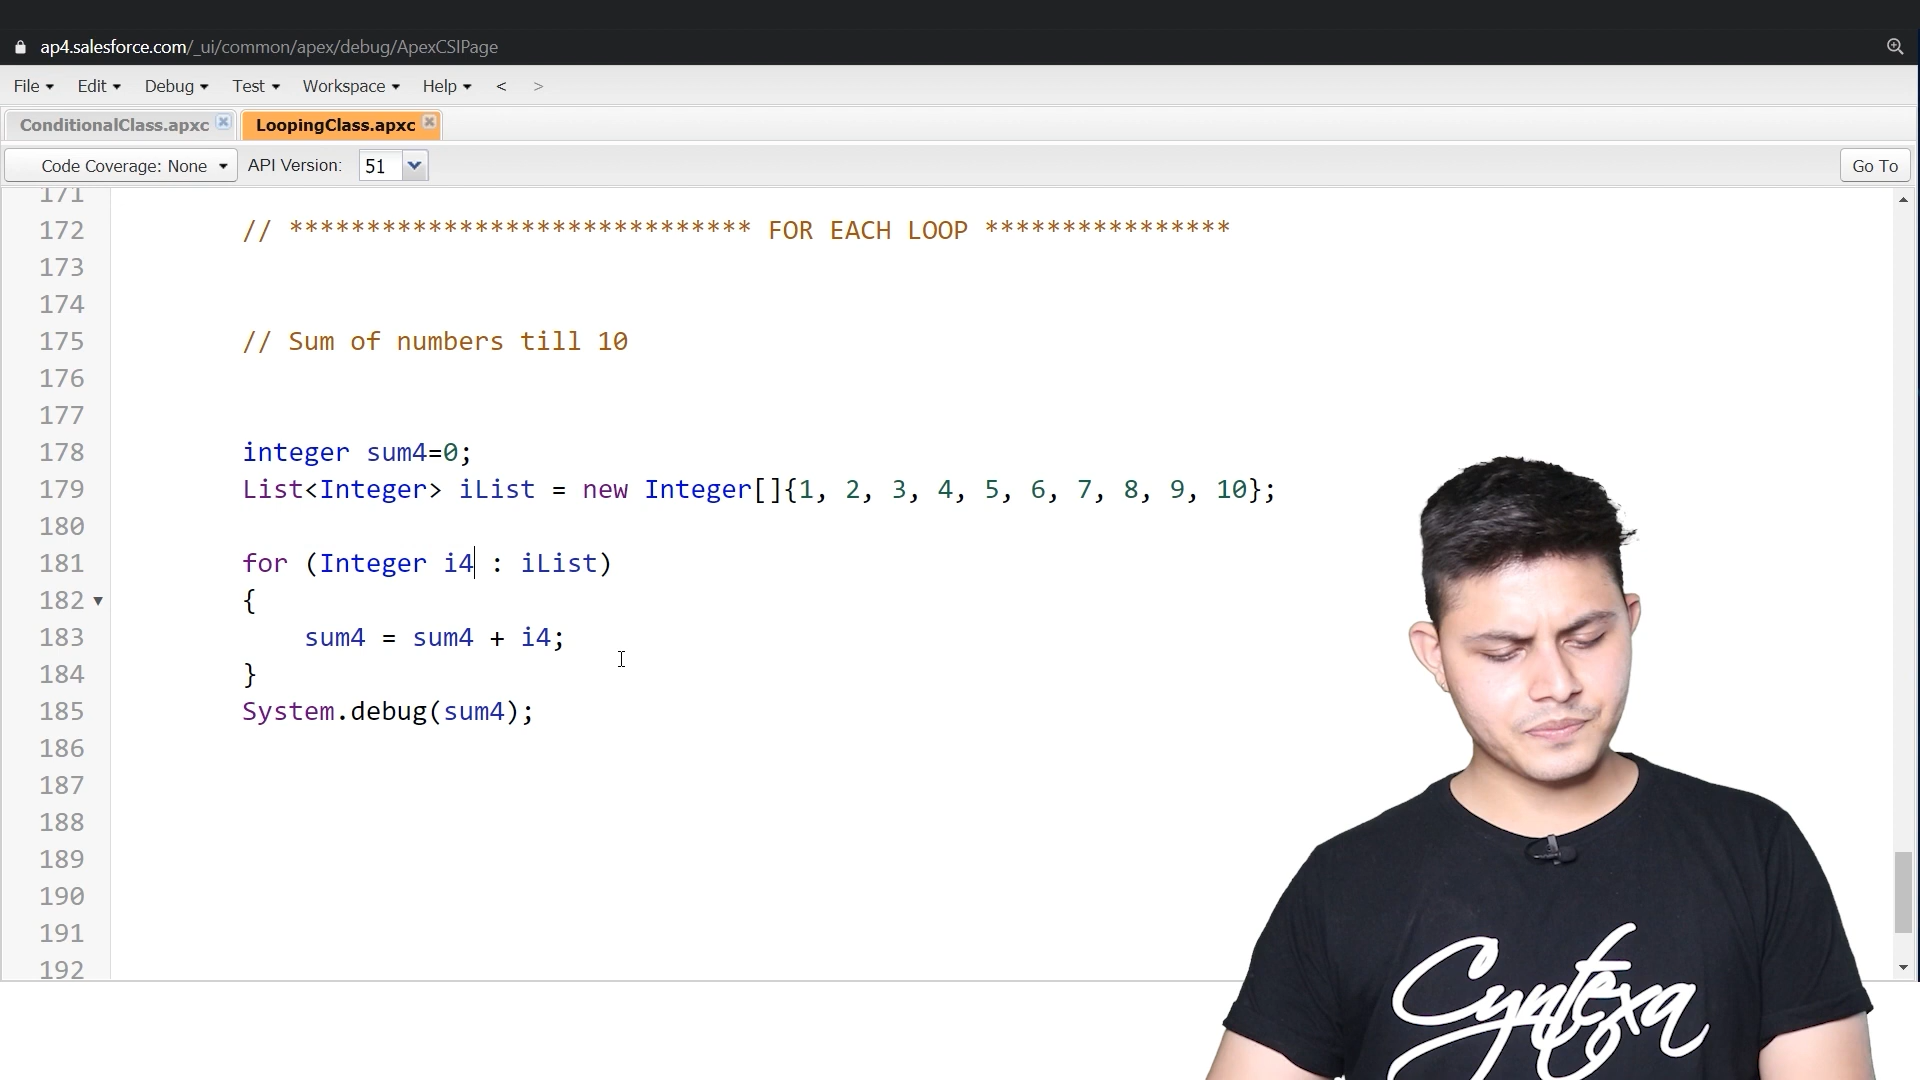 ap4.salesforce.com/_ui/common/apex/debug/ApexCSIPage
File Edit Debug Test Workspace Help < >
ConditionalClass.apxc LoopingClass.apxc
Code Coverage: None API Version: 51 Go To
171
172 // ****************************** FOR EACH LOOP ****************
173
174
175 // Sum of numbers till 10
176
177
178 integer sum4=0;
179 List<Integer> iList = new Integer[]{1, 2, 3, 4, 5, 6, 7, 8, 9, 10};
180
181 for (Integer i4 : iList)
182 {
183 sum4 = sum4 + i4;
184 }
185 System.debug(sum4);
186
187
188
189
190
191
192
Cyntexa